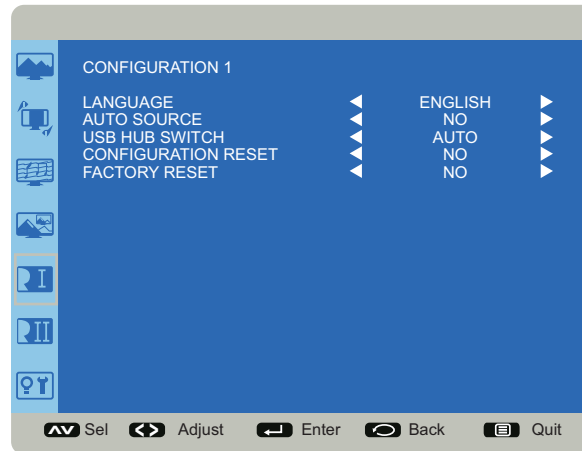 CONFIGURATION 1
LANGUAGE ENGLISH
AUTO SOURCE NO
USB HUB SWITCH AUTO
CONFIGURATION RESET NO
FACTORY RESET NO
I
II
Sel Adjust Enter Back Quit